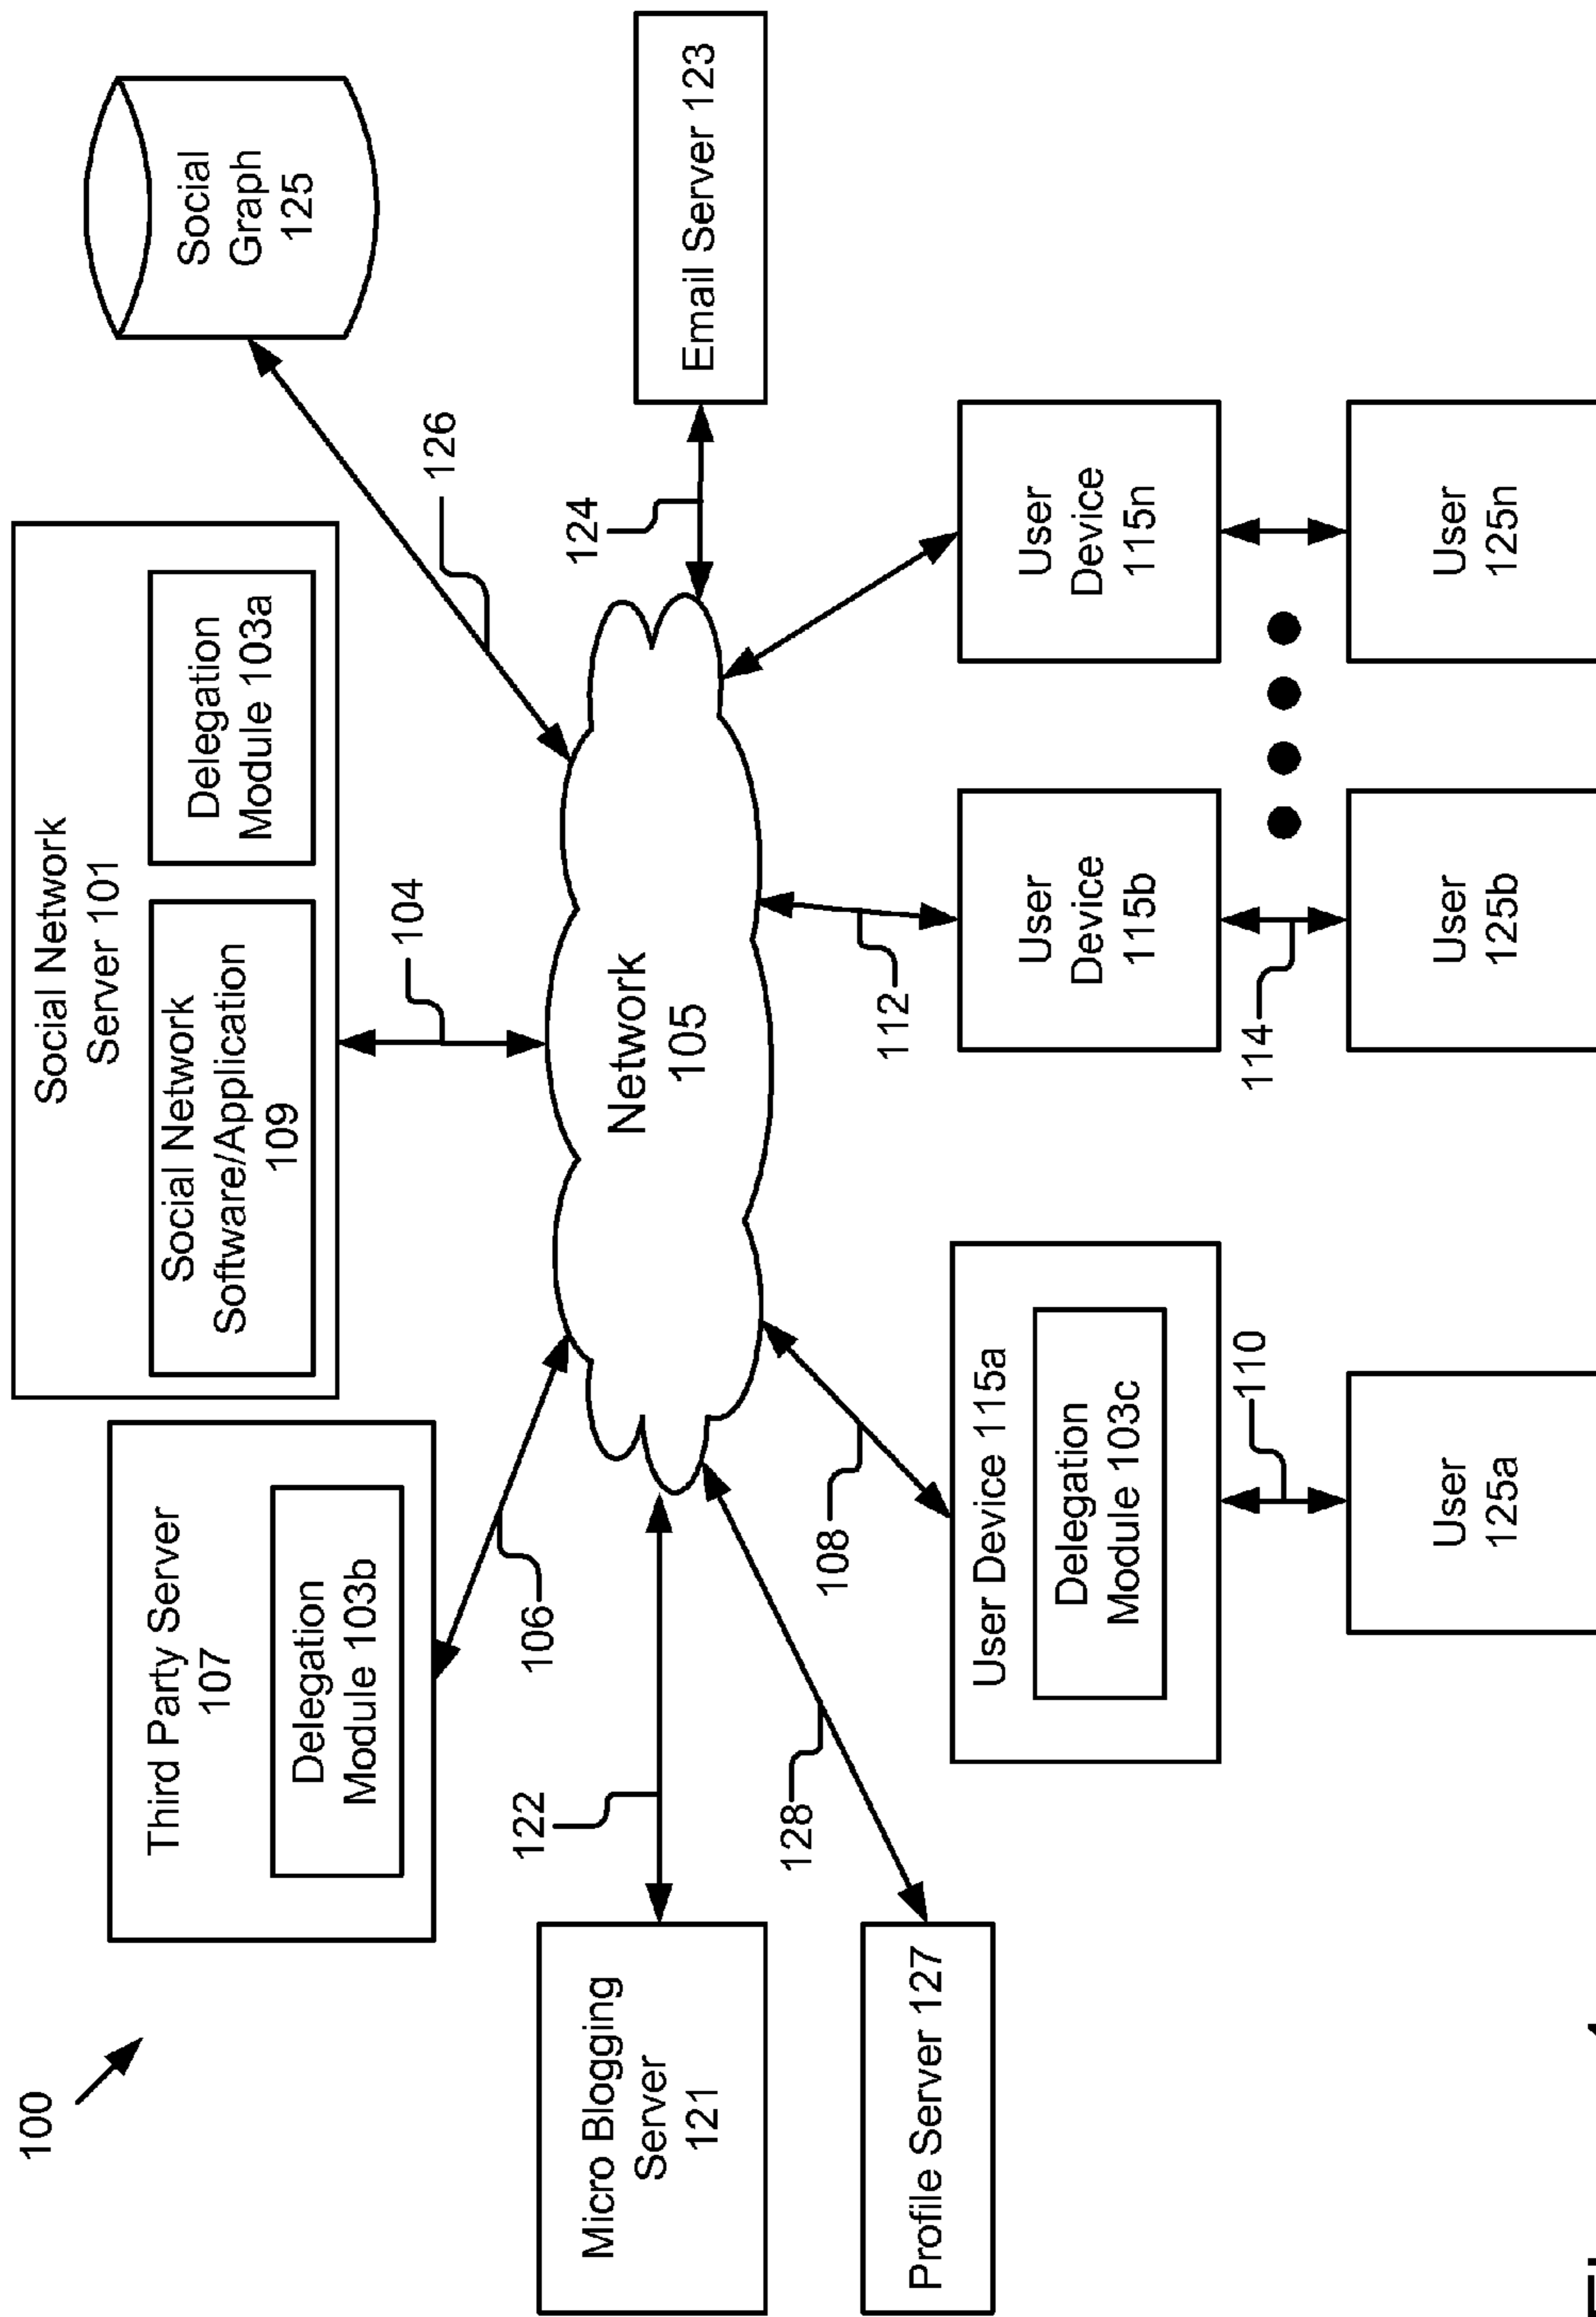 100
Third Party Server
107
Delegation
Module 103b
Social Network
Server 101
Social Network
Software/Application
109
Delegation
Module 103a
Social
Graph
125
104
126
106
122
124
Micro Blogging
Server
121
Network
105
Email Server 123
128
108
112
Profile Server 127
User Device 115a
Delegation
Module 103c
User
Device
115b
User
Device
115n
110
114
User
125a
User
125b
User
125n